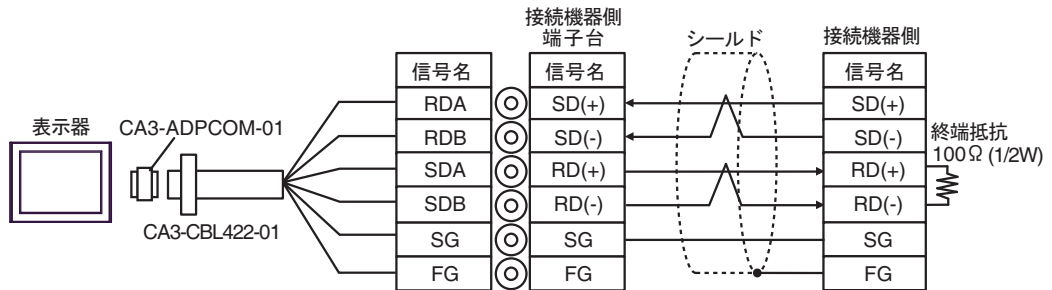 接続機器側
端子台
シールド
接続機器側
信号名
信号名
信号名
RDA
SD(+)
SD(+)
表示器
CA3-ADPCOM-01
RDB
SD(-)
SD(-)
終端抵抗
100Ω (1/2W)
SDA
RD(+)
RD(+)
SDB
RD(-)
RD(-)
CA3-CBL422-01
SG
SG
SG
FG
FG
FG